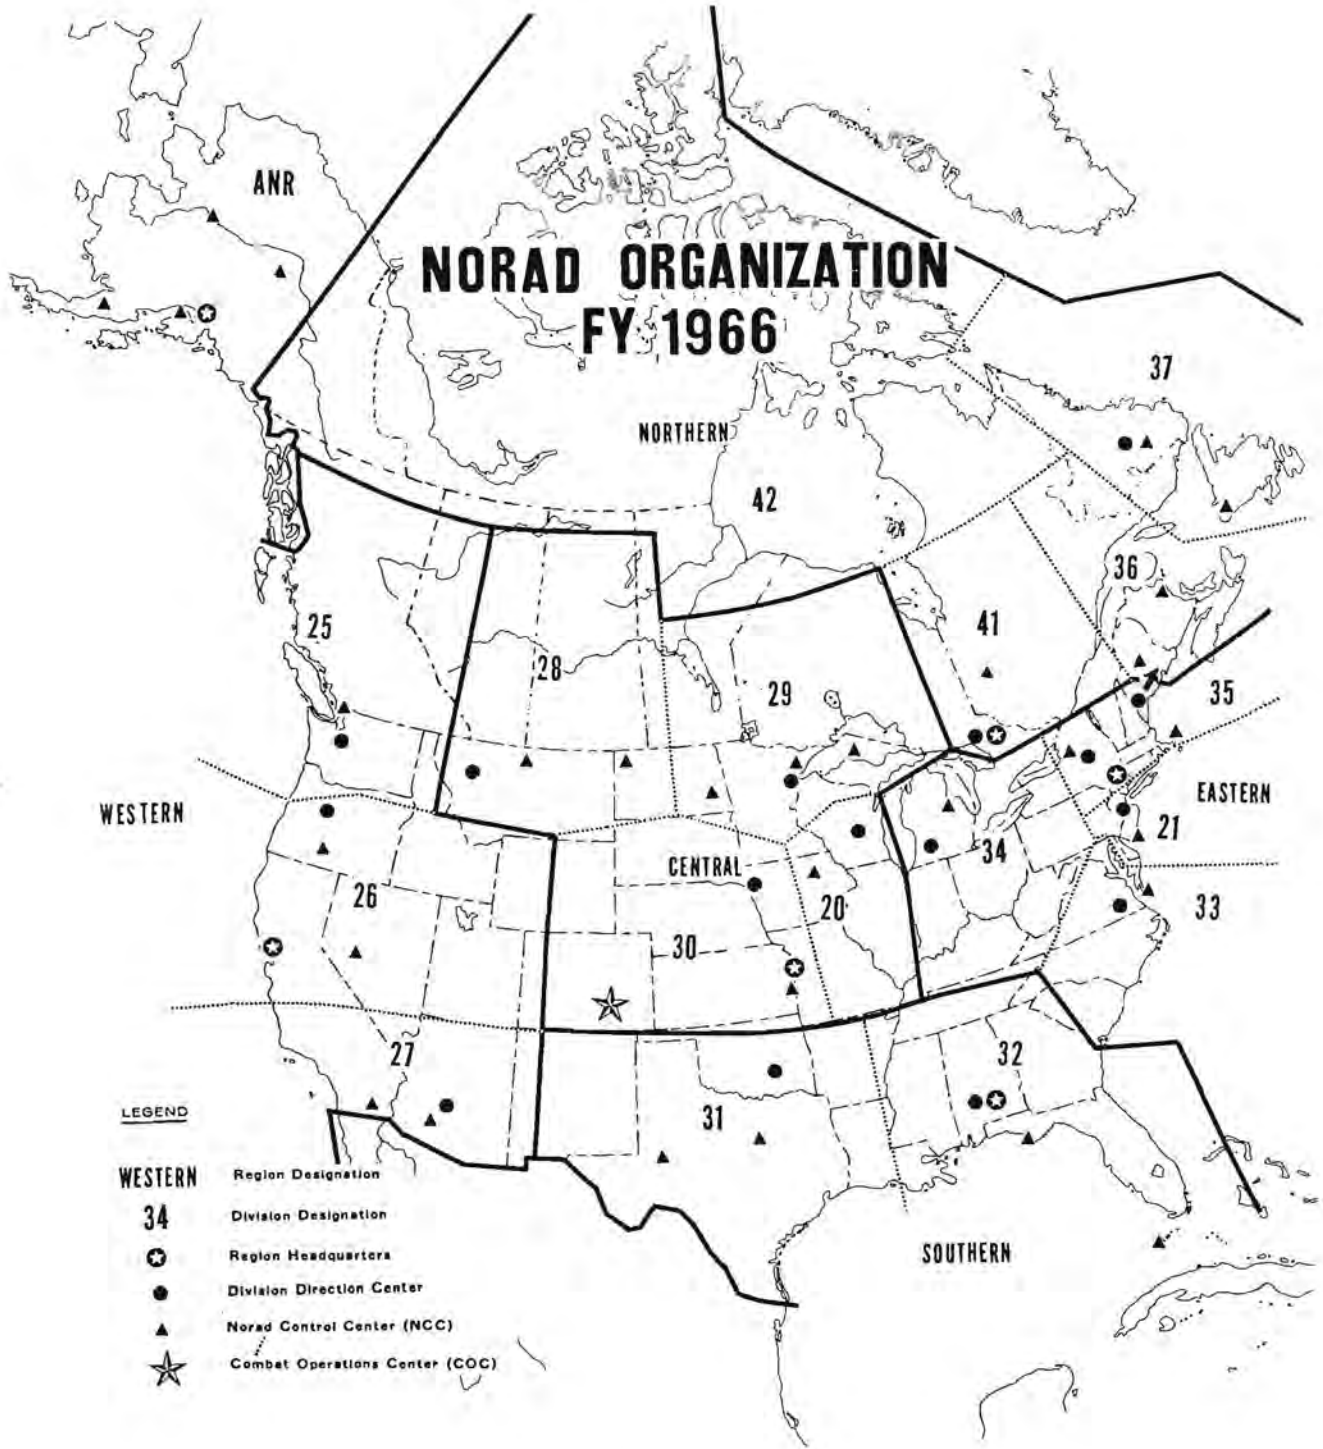 ANR
NORAD ORGANIZATION
FY 1966
37
NORTHERN
42
36
25
41
28
29
35
WESTERN
EASTERN
21
34
CENTRAL
26
20
33
30
27
32
31
LEGEND
WESTERN Region Designation
34 Division Designation
Region Headquarters
Division Direction Center
Norad Control Center (NCC)
Combat Operations Center (COC)
SOUTHERN